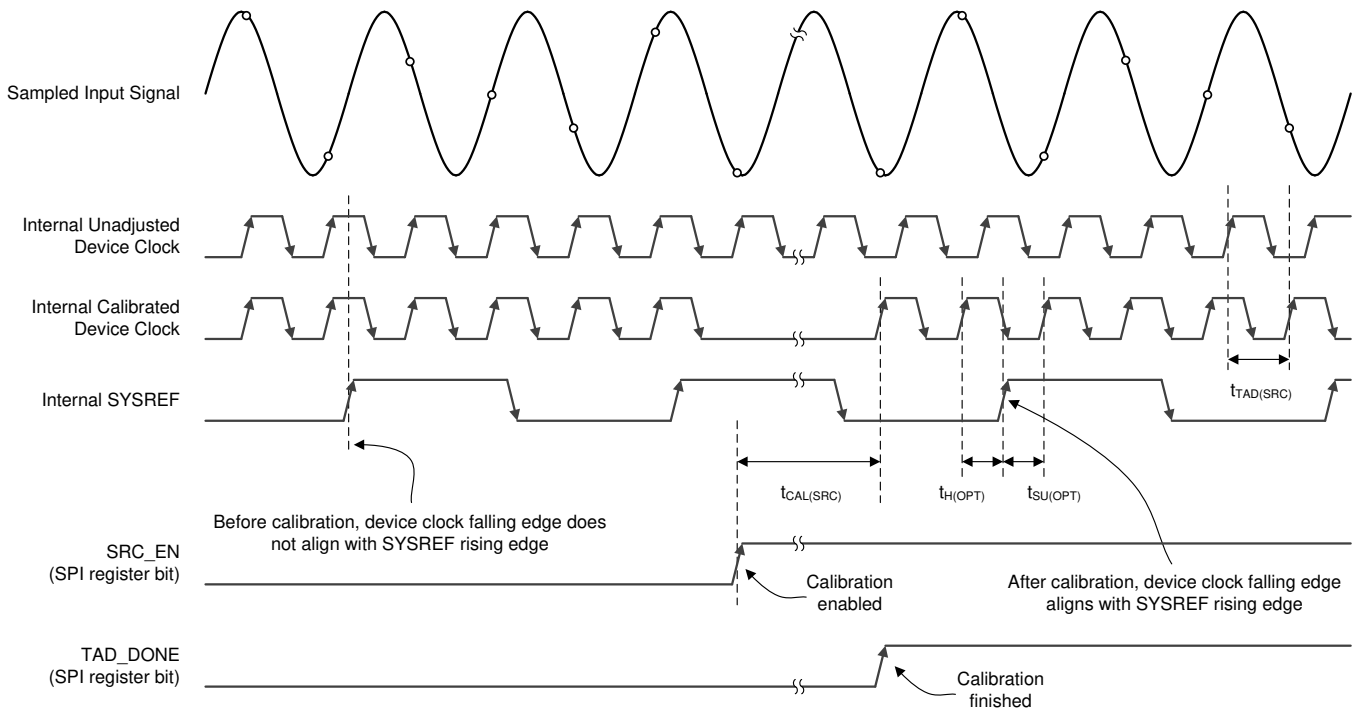 Sampled Input Signal
Internal Unadjusted
Device Clock
Internal Calibrated
Device Clock
tTAD(SRC)
Internal SYSREF
tCAL(SRC)
tH(OPT)
tSU(OPT)
Before calibration, device clock falling edge does
not align with SYSREF rising edge
SRC_EN
(SPI register bit)
Calibration
enabled
After calibration, device clock falling edge
aligns with SYSREF rising edge
TAD_DONE
(SPI register bit)
Calibration
finished